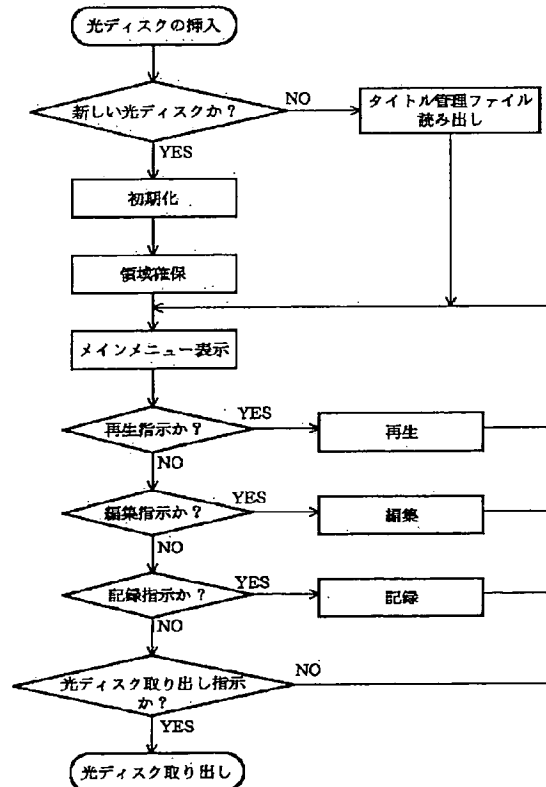 光ディスクの挿入
新しい光ディスクか？
NO
タイトル管理ファイル
読み出し
YES
初期化
領域確保
メインメニュー表示
再生指示か？
YES
再生
NO
編集指示か？
YES
編集
NO
記録指示か？
YES
記録
NO
光ディスク取り出し指示
か？
NO
YES
光ディスク取り出し